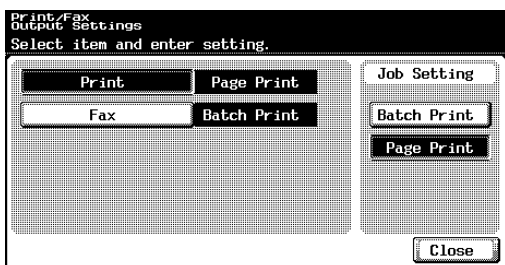 Print/Fax
Output Settings
Select item and enter setting.
Print
Page Print
Fax
Batch Print
Job Setting
Batch Print
Page Print
Close